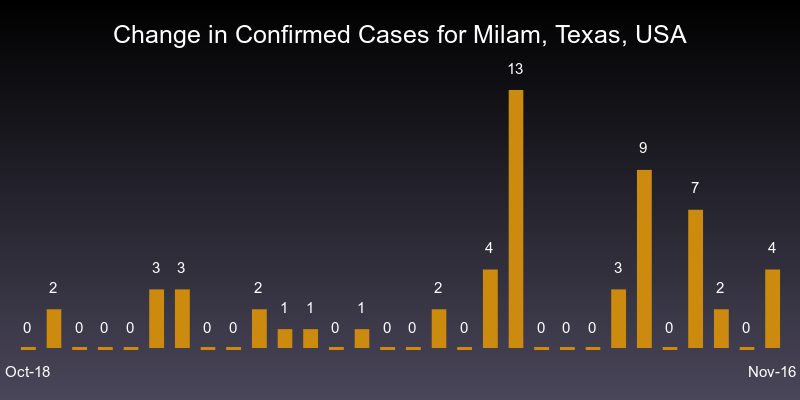 Change in Confirmed Cases for Milam, Texas, USA
0 2 0 0 0 3 3 0 0 2 1 1 0 1 0 0 2 0 4 13 0 0 0 3 9 0 7 2 0 4
Oct-18 Nov-16